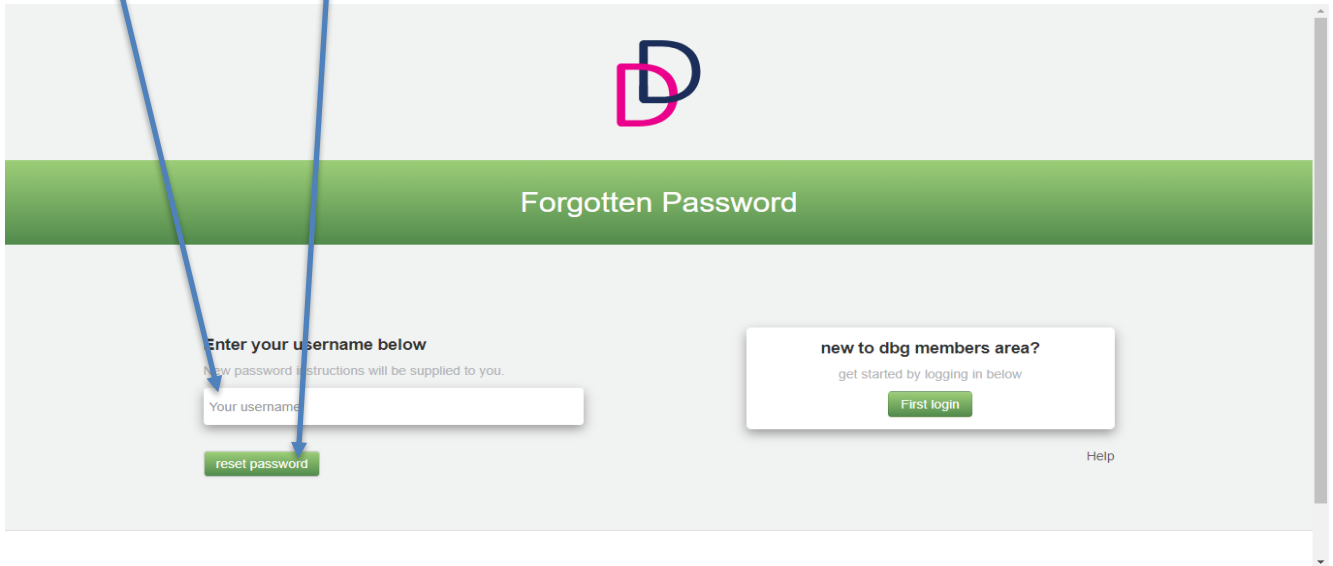 Forgotten Password
Enter your username below
New password instructions will be supplied to you.
Your username
reset password
new to dbg members area?
get started by logging in below
First login
Help